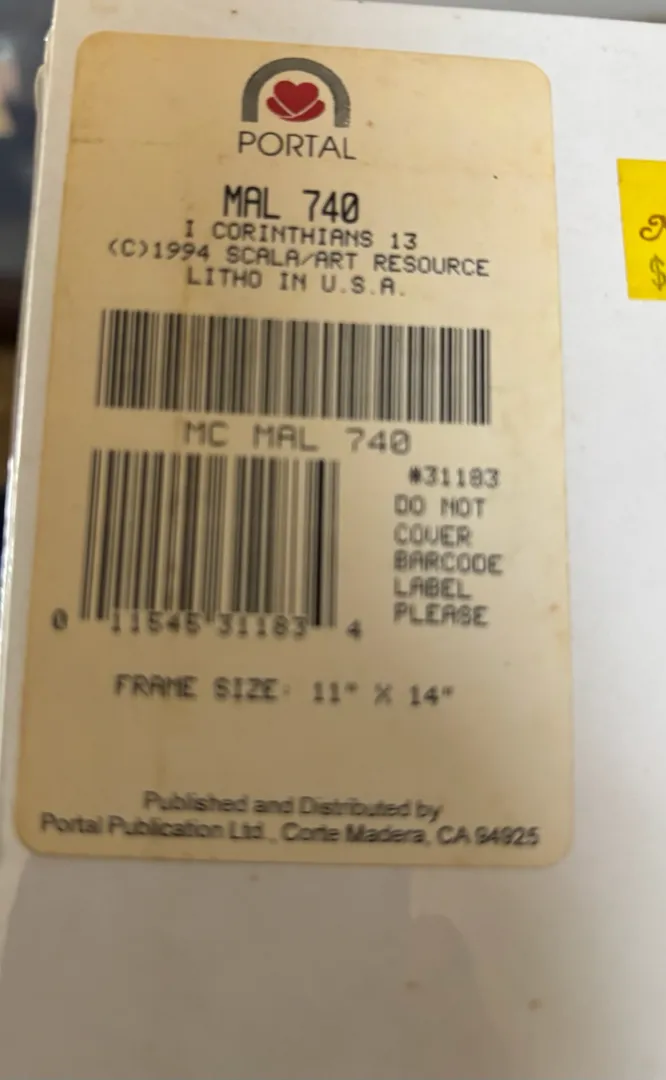 PORTAL
MAL 740
I CORINTHIANS 13
(C)1994 SCALA/ART RESOURCE
LITHO IN U.S.A.
MC MAL 740
#31183
DO NOT
COVER
BARCODE
LABEL
PLEASE
0 11545 31183 4
FRAME SIZE: 11" X 14"
Published and Distributed by
Portal Publication Ltd., Corte Madera, CA 94925
$